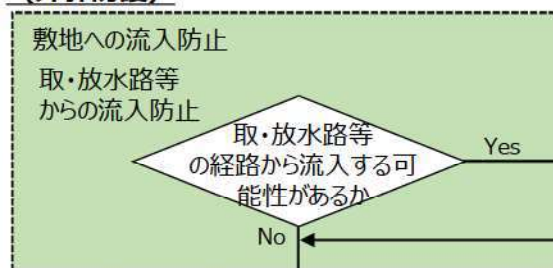 敷地への流入防止
取・放水路等
からの流入防止
取・放水路等
の経路から流入する可
能性があるか
Yes
No